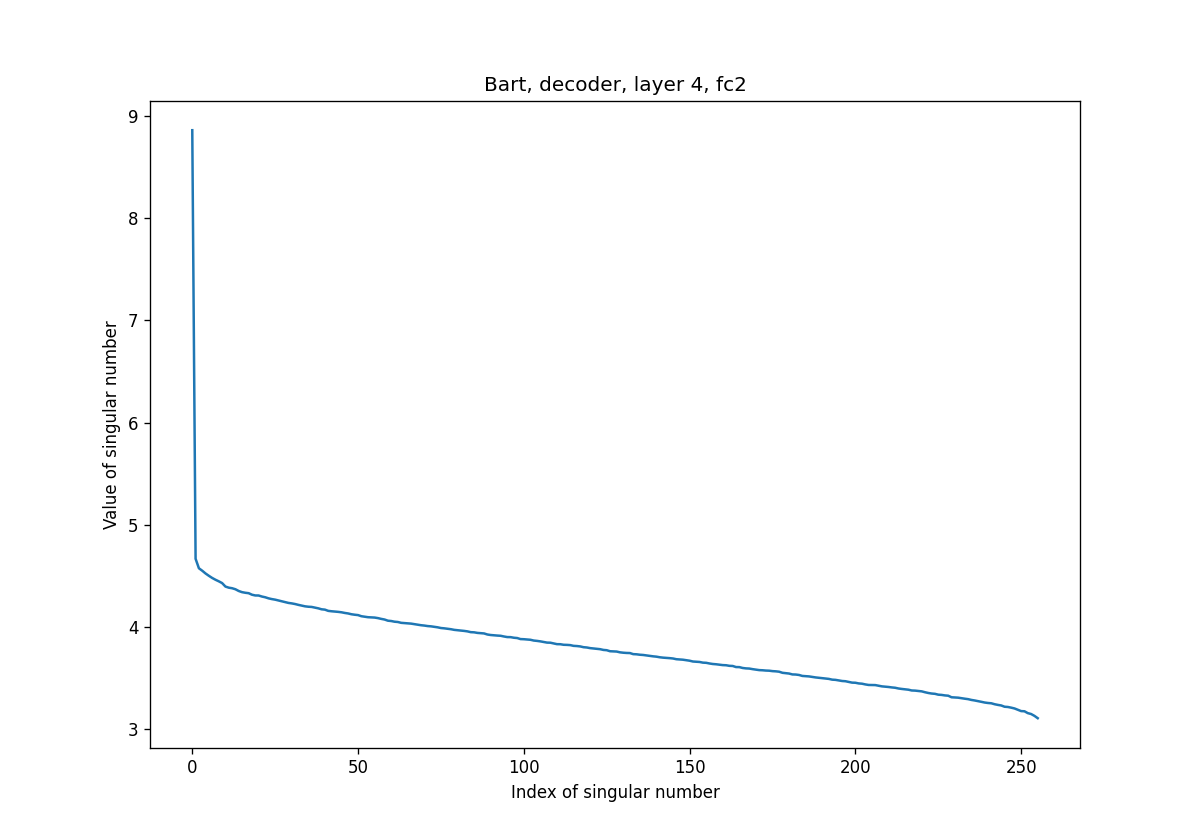 Bart, decoder, layer 4, fc2
9
8
7
6
5
4
3
Value of singular number
0 50 100 150 200 250
Index of singular number